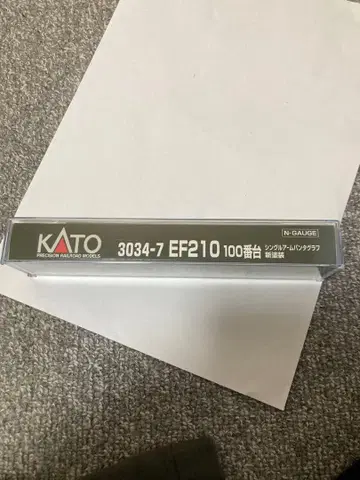 KATO
PRECISION RAILROAD MODELS
3034-7 EF210 100番台
シングルアームパンタグラフ
新塗装
N-GAUGE